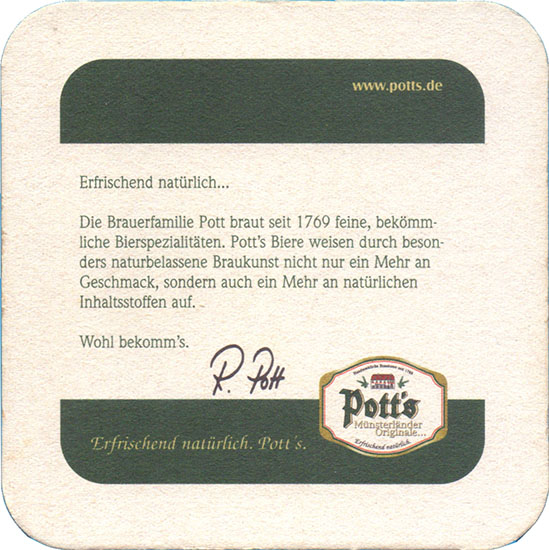 www.potts.de
Erfrischend natürlich...
Die Brauerfamilie Pott braut seit 1769 feine, bekömm-
liche Bierspezialitäten. Pott's Biere weisen durch beson-
ders naturbelassene Braukunst nicht nur ein Mehr an
Geschmack, sondern auch ein Mehr an natürlichen
Inhaltsstoffen auf.
Wohl bekomm's.
R. Pott
Pott's
Münsterländer
Originale...
Erfrischend natürlich.
Erfrischend natürlich. Pott's.